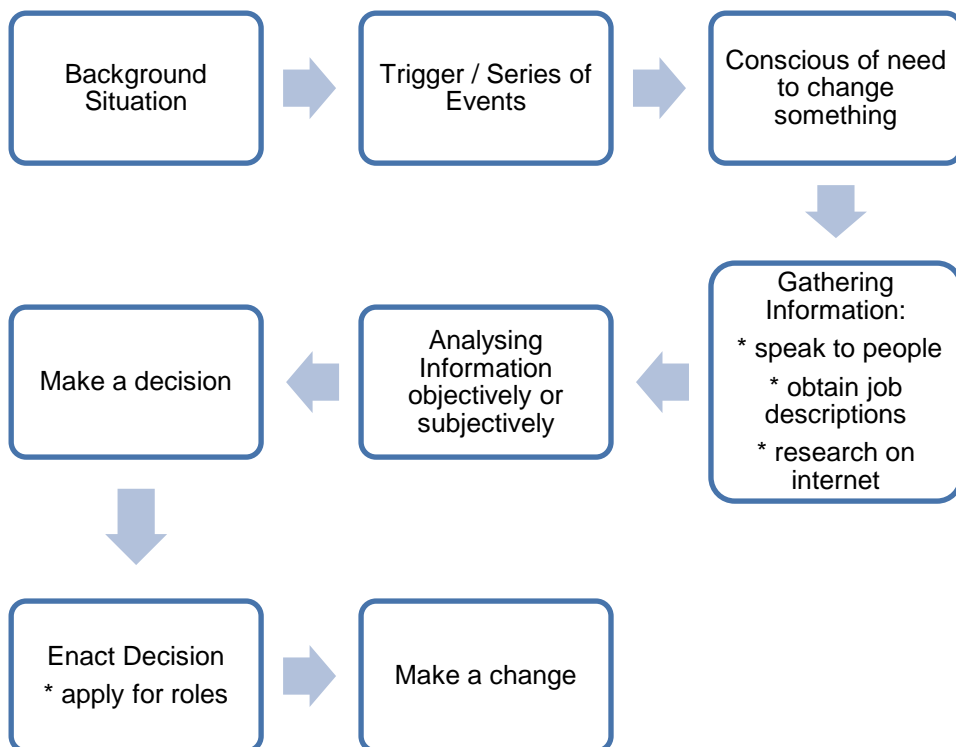 Background
Situation
Trigger / Series of
Events
Conscious of need
to change
something
Gathering
Information:
* speak to people
* obtain job
descriptions
* research on
internet
Analysing
Information
objectively or
subjectively
Make a decision
Enact Decision
* apply for roles
Make a change